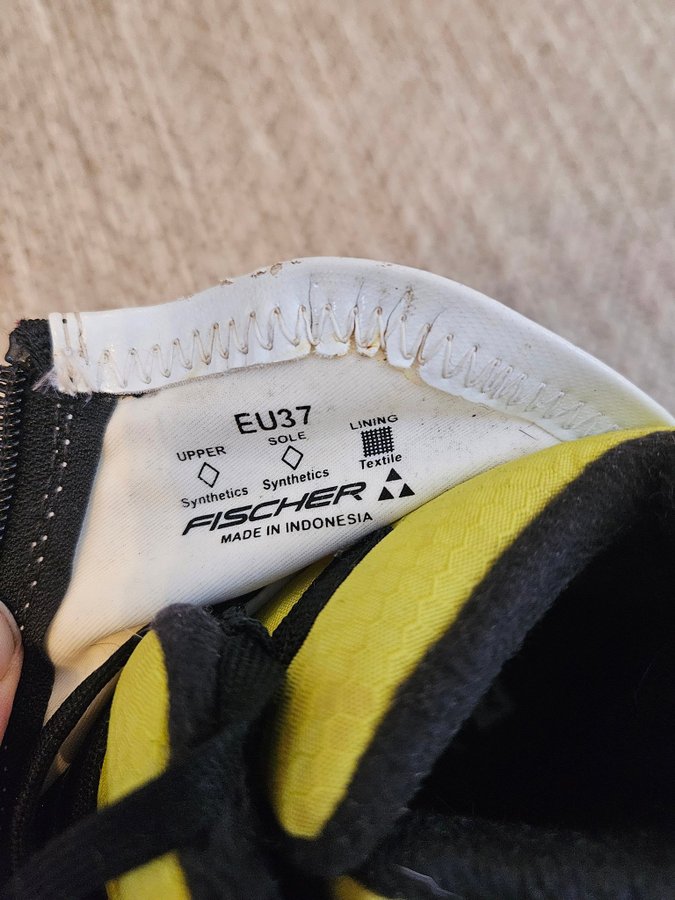 EU37
UPPER SOLE LINING
Synthetics Synthetics Textile
FISCHER
MADE IN INDONESIA